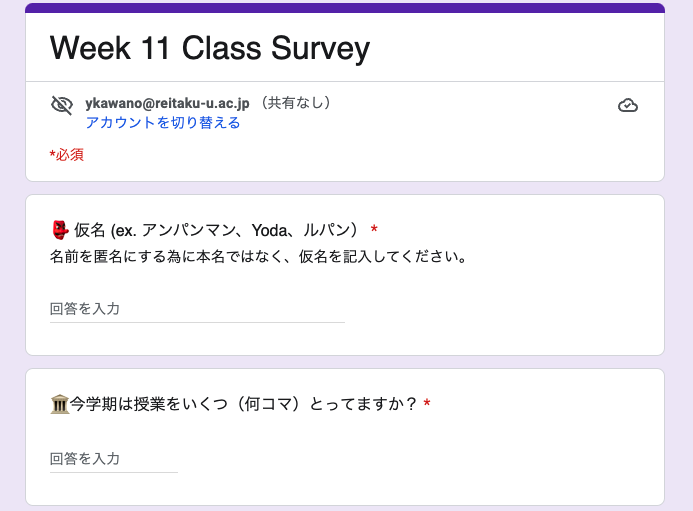 Week 11 Class Survey
ykawano@reitaku-u.ac.jp （共有なし）
アカウントを切り替える
*必須
👺 仮名 (ex. アンパンマン、Yoda、ルパン） *
名前を匿名にする為に本名ではなく、仮名を記入してください。
回答を入力
🏛️今学期は授業をいくつ（何コマ）とってますか？ *
回答を入力